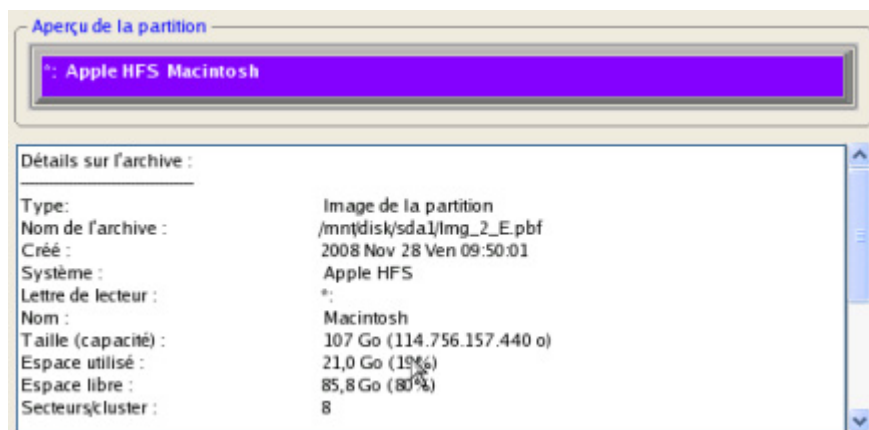 Aperçu de la partition
*: Apple HFS Macintosh
Détails sur l'archive :
------------------------------------
Type: Image de la partition
Nom de l'archive : /mnt/disk/sda1/Img_2_E.pbf
Créé : 2008 Nov 28 Ven 09:50:01
Système : Apple HFS
Lettre de lecteur : *:
Nom : Macintosh
Taille (capacité) : 107 Go (114.756.157.440 o)
Espace utilisé : 21,0 Go (19%)
Espace libre : 85,8 Go (80%)
Secteurs/cluster : 8